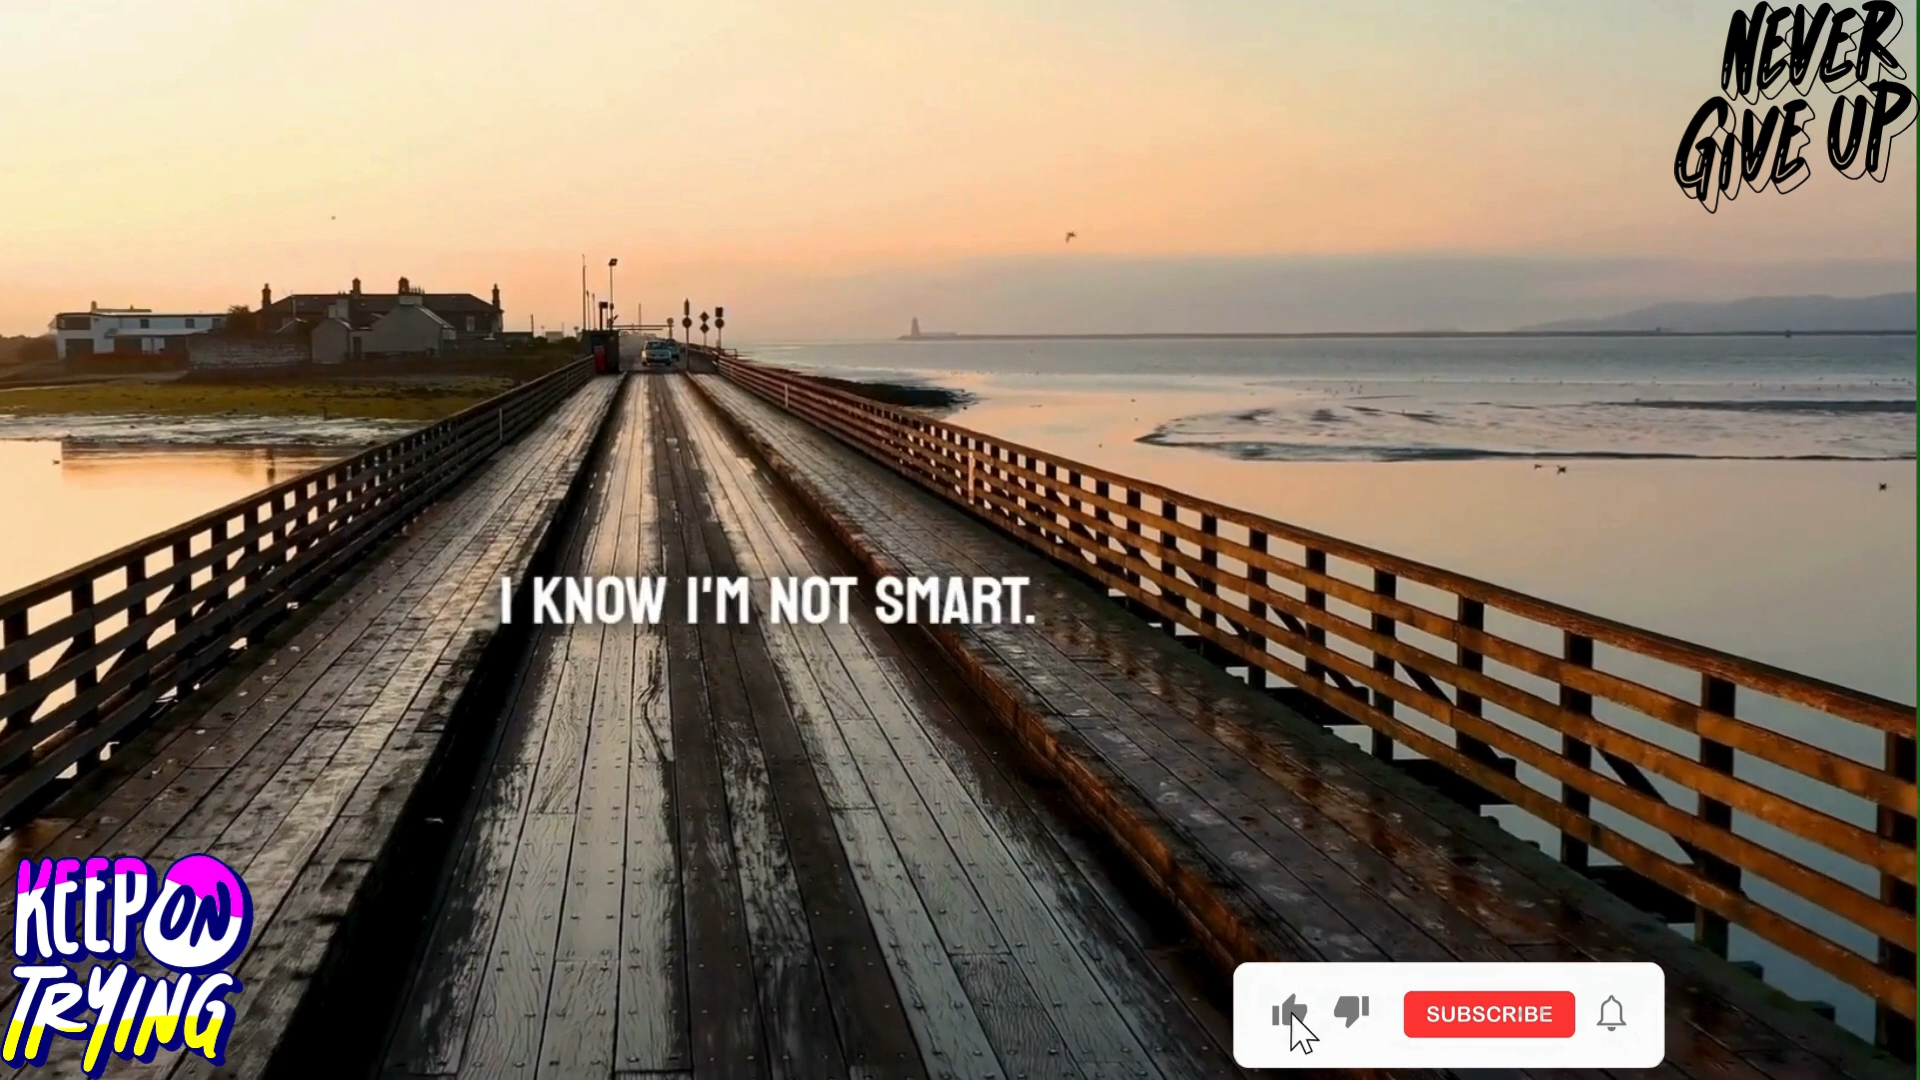 NEVER
GIVE UP
I KNOW I'M NOT SMART.
KEEP ON
TRYING
SUBSCRIBE